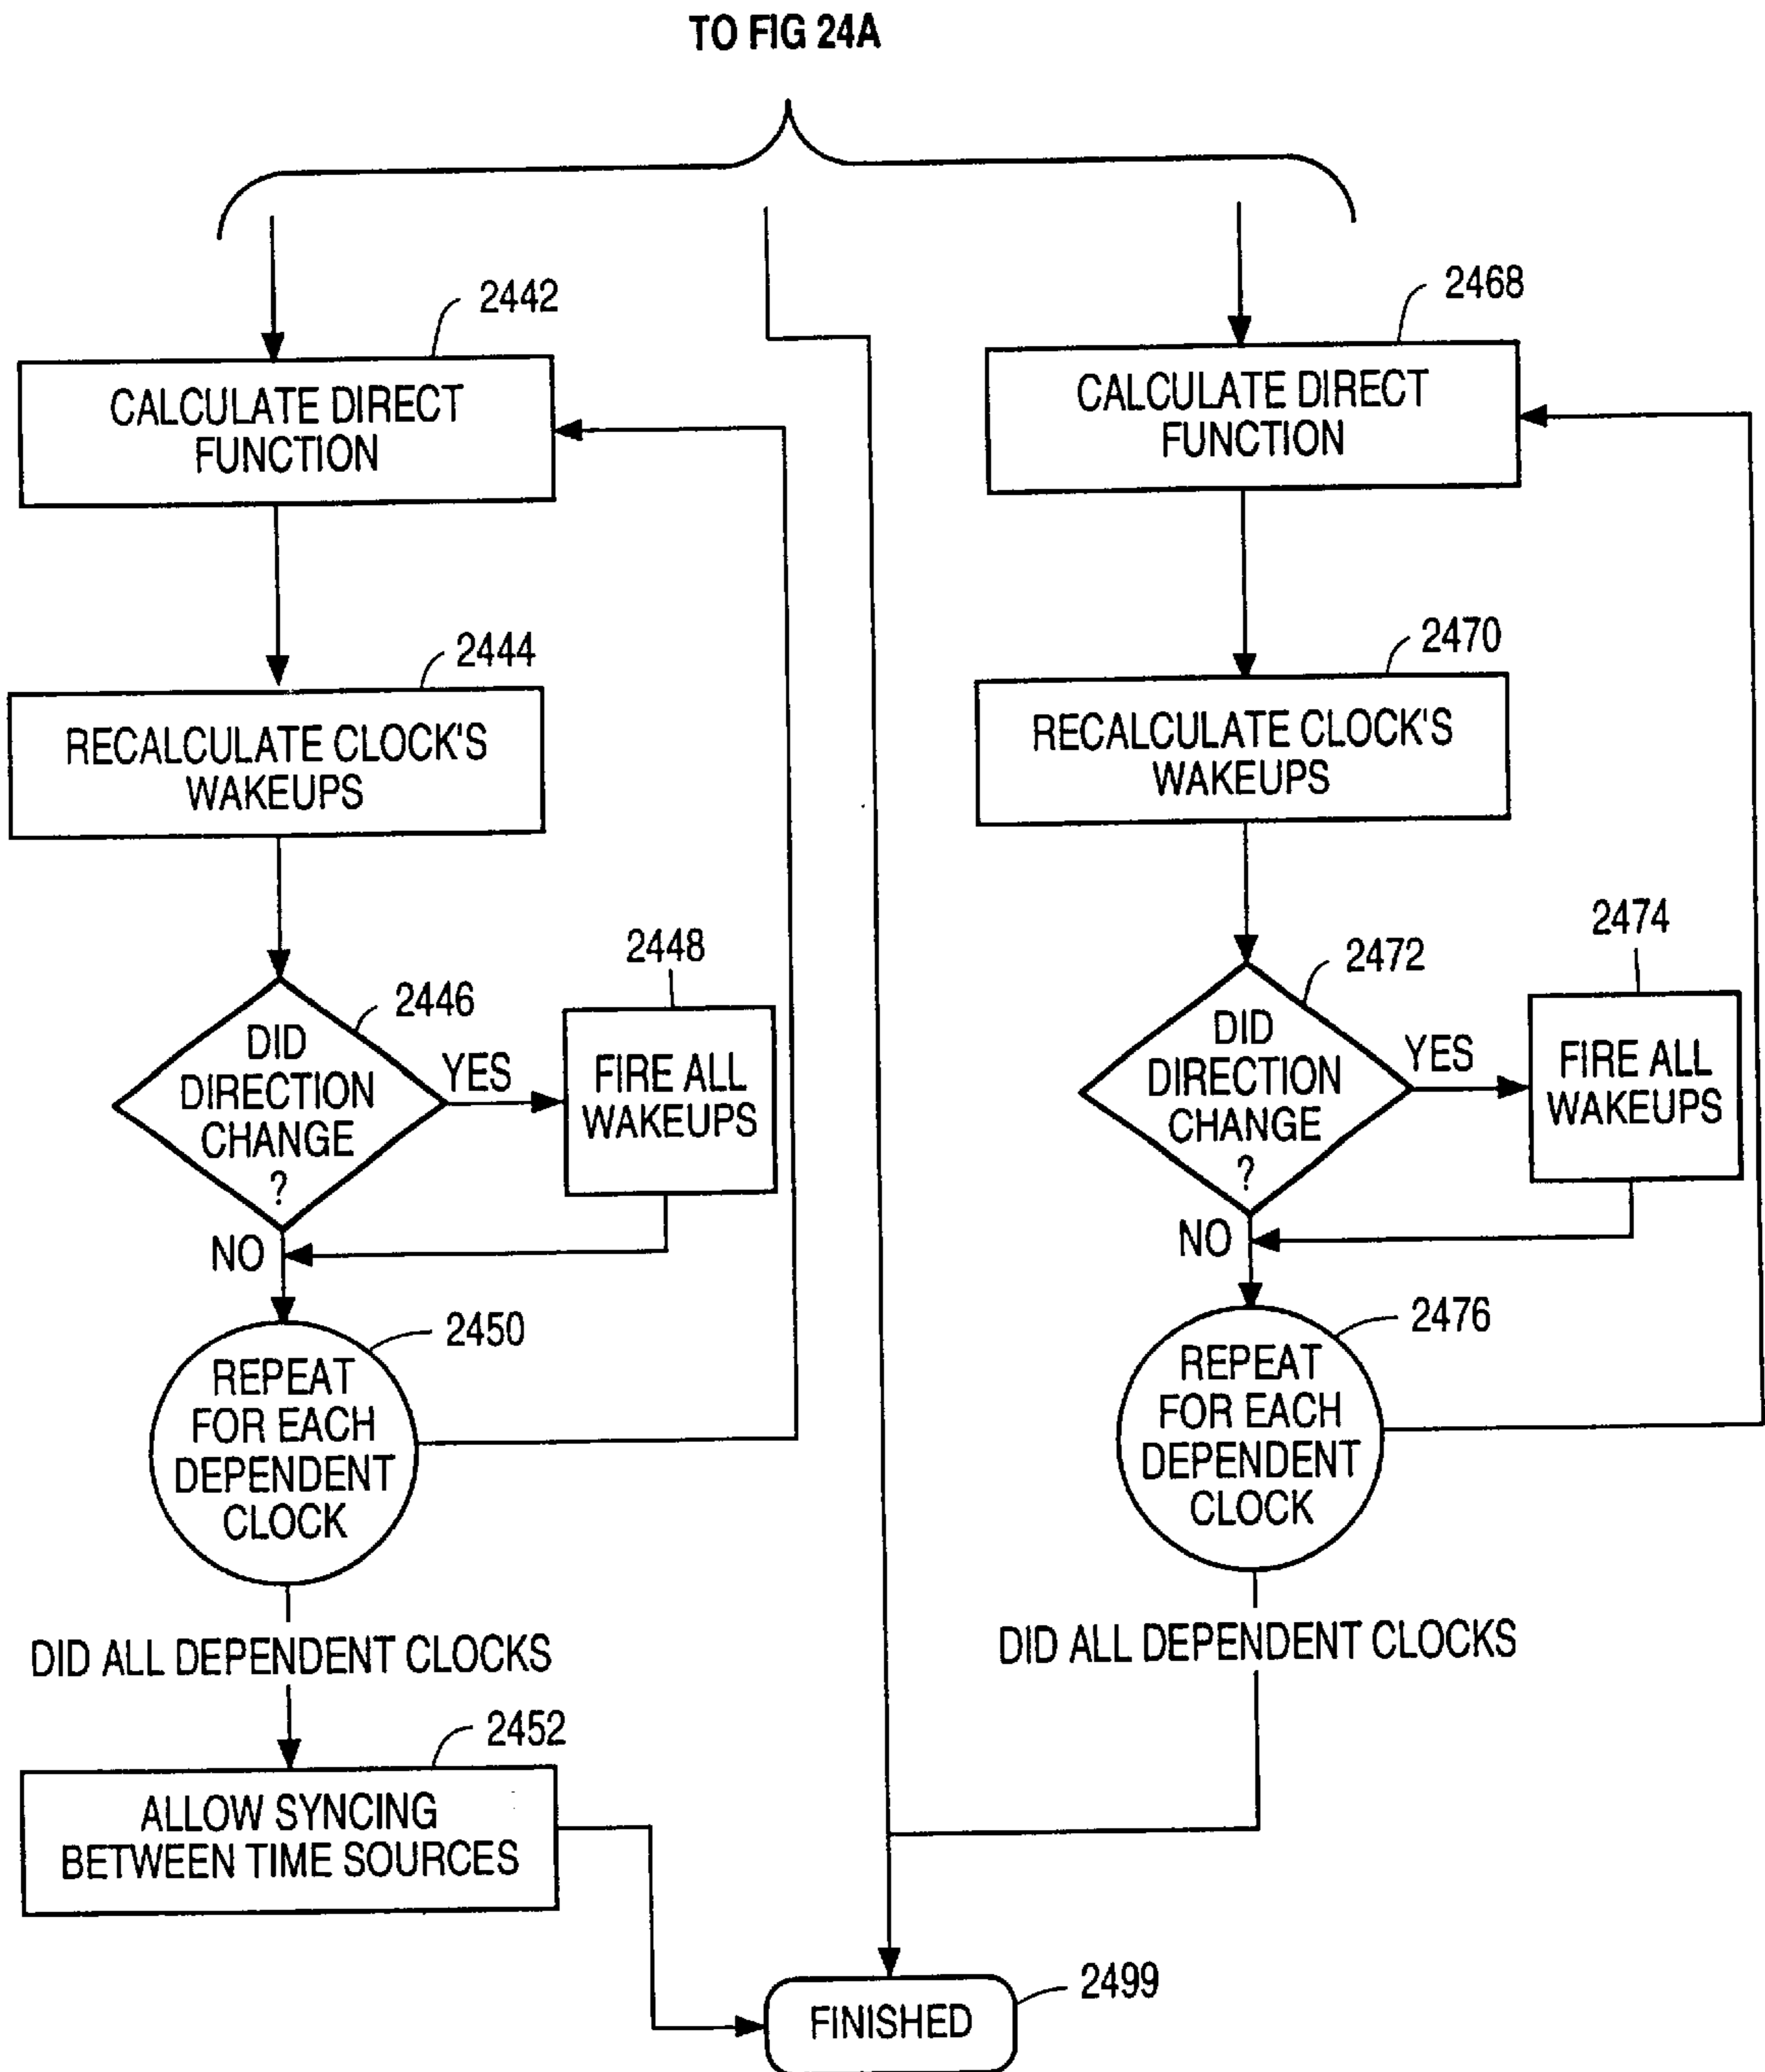 TO FIG 24A
2442
CALCULATE DIRECT
FUNCTION
2444
RECALCULATE CLOCK'S
WAKEUPS
2446
DID
DIRECTION
CHANGE
?
YES
NO
2448
FIRE ALL
WAKEUPS
2450
REPEAT
FOR EACH
DEPENDENT
CLOCK
DID ALL DEPENDENT CLOCKS
2452
ALLOW SYNCING
BETWEEN TIME SOURCES
2468
CALCULATE DIRECT
FUNCTION
2470
RECALCULATE CLOCK'S
WAKEUPS
2472
DID
DIRECTION
CHANGE
?
YES
NO
2474
FIRE ALL
WAKEUPS
2476
REPEAT
FOR EACH
DEPENDENT
CLOCK
DID ALL DEPENDENT CLOCKS
2499
FINISHED